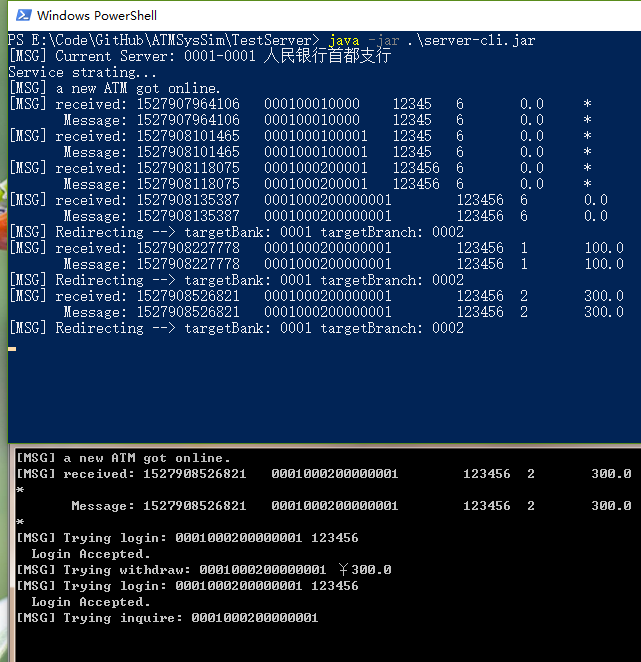 Windows PowerShell
PS E:\Code\GitHub\ATMSysSim\TestServer> java -jar .\server-cli.jar
[MSG] Current Server: 0001-0001 人民银行首都支行
Service strating...
[MSG] a new ATM got online.
[MSG] received: 1527907964106 000100010000 12345 6 0.0 *
Message: 1527907964106 000100010000 12345 6 0.0 *
[MSG] received: 1527908101465 000100100001 12345 6 0.0 *
Message: 1527908101465 000100100001 12345 6 0.0 *
[MSG] received: 1527908118075 000100200001 123456 6 0.0 *
Message: 1527908118075 000100200001 123456 6 0.0 *
[MSG] received: 1527908135387 0001000200000001 123456 6 0.0
Message: 1527908135387 0001000200000001 123456 6 0.0
[MSG] Redirecting --> targetBank: 0001 targetBranch: 0002
[MSG] received: 1527908227778 0001000200000001 123456 1 100.0
Message: 1527908227778 0001000200000001 123456 1 100.0
[MSG] Redirecting --> targetBank: 0001 targetBranch: 0002
[MSG] received: 1527908526821 0001000200000001 123456 2 300.0
Message: 1527908526821 0001000200000001 123456 2 300.0
[MSG] Redirecting --> targetBank: 0001 targetBranch: 0002
[MSG] a new ATM got online.
[MSG] received: 1527908526821 0001000200000001 123456 2 300.0
*
Message: 1527908526821 0001000200000001 123456 2 300.0
*
[MSG] Trying login: 0001000200000001 123456
Login Accepted.
[MSG] Trying withdraw: 0001000200000001 ￥300.0
[MSG] Trying login: 0001000200000001 123456
Login Accepted.
[MSG] Trying inquire: 0001000200000001